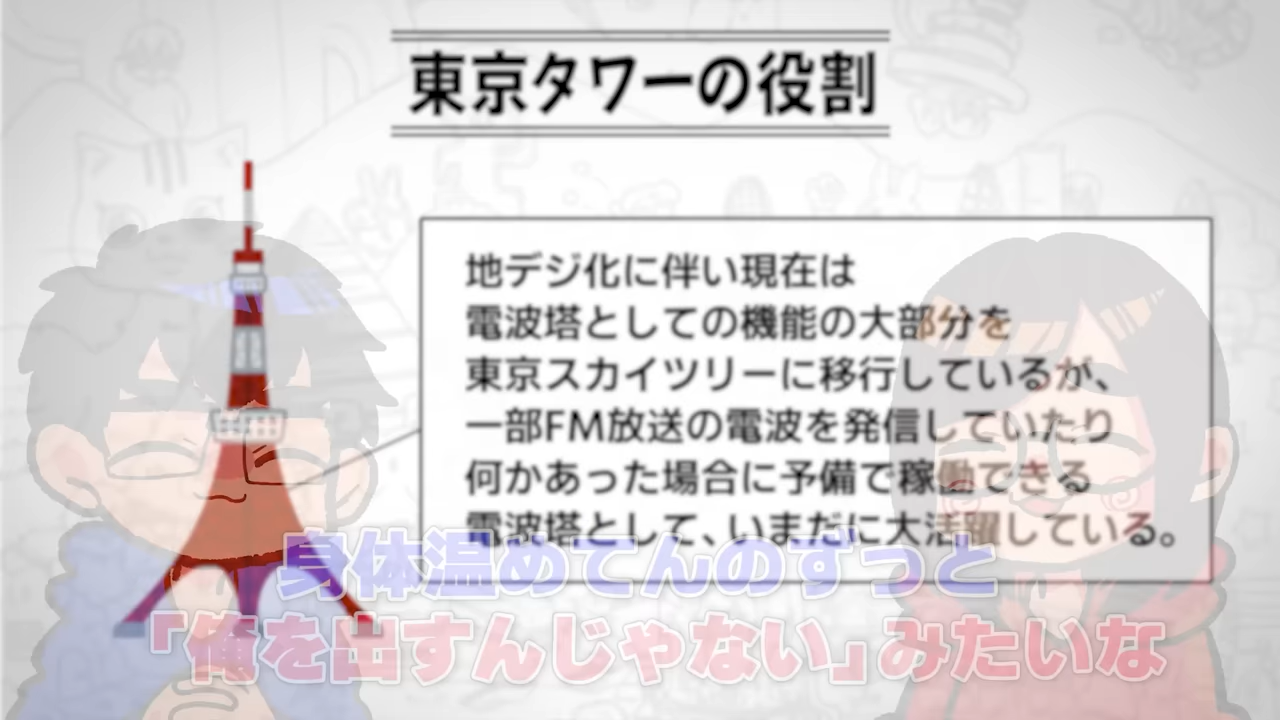 東京タワーの役割
地デジ化に伴い現在は
電波塔としての機能の大部分を
東京スカイツリーに移行しているが、
一部FM放送の電波を発信していたり
何かあった場合に予備で稼働できる
電波塔として、いまだに大活躍している。
身体温めてんのずっと
「俺を出すんじゃない」みたいな